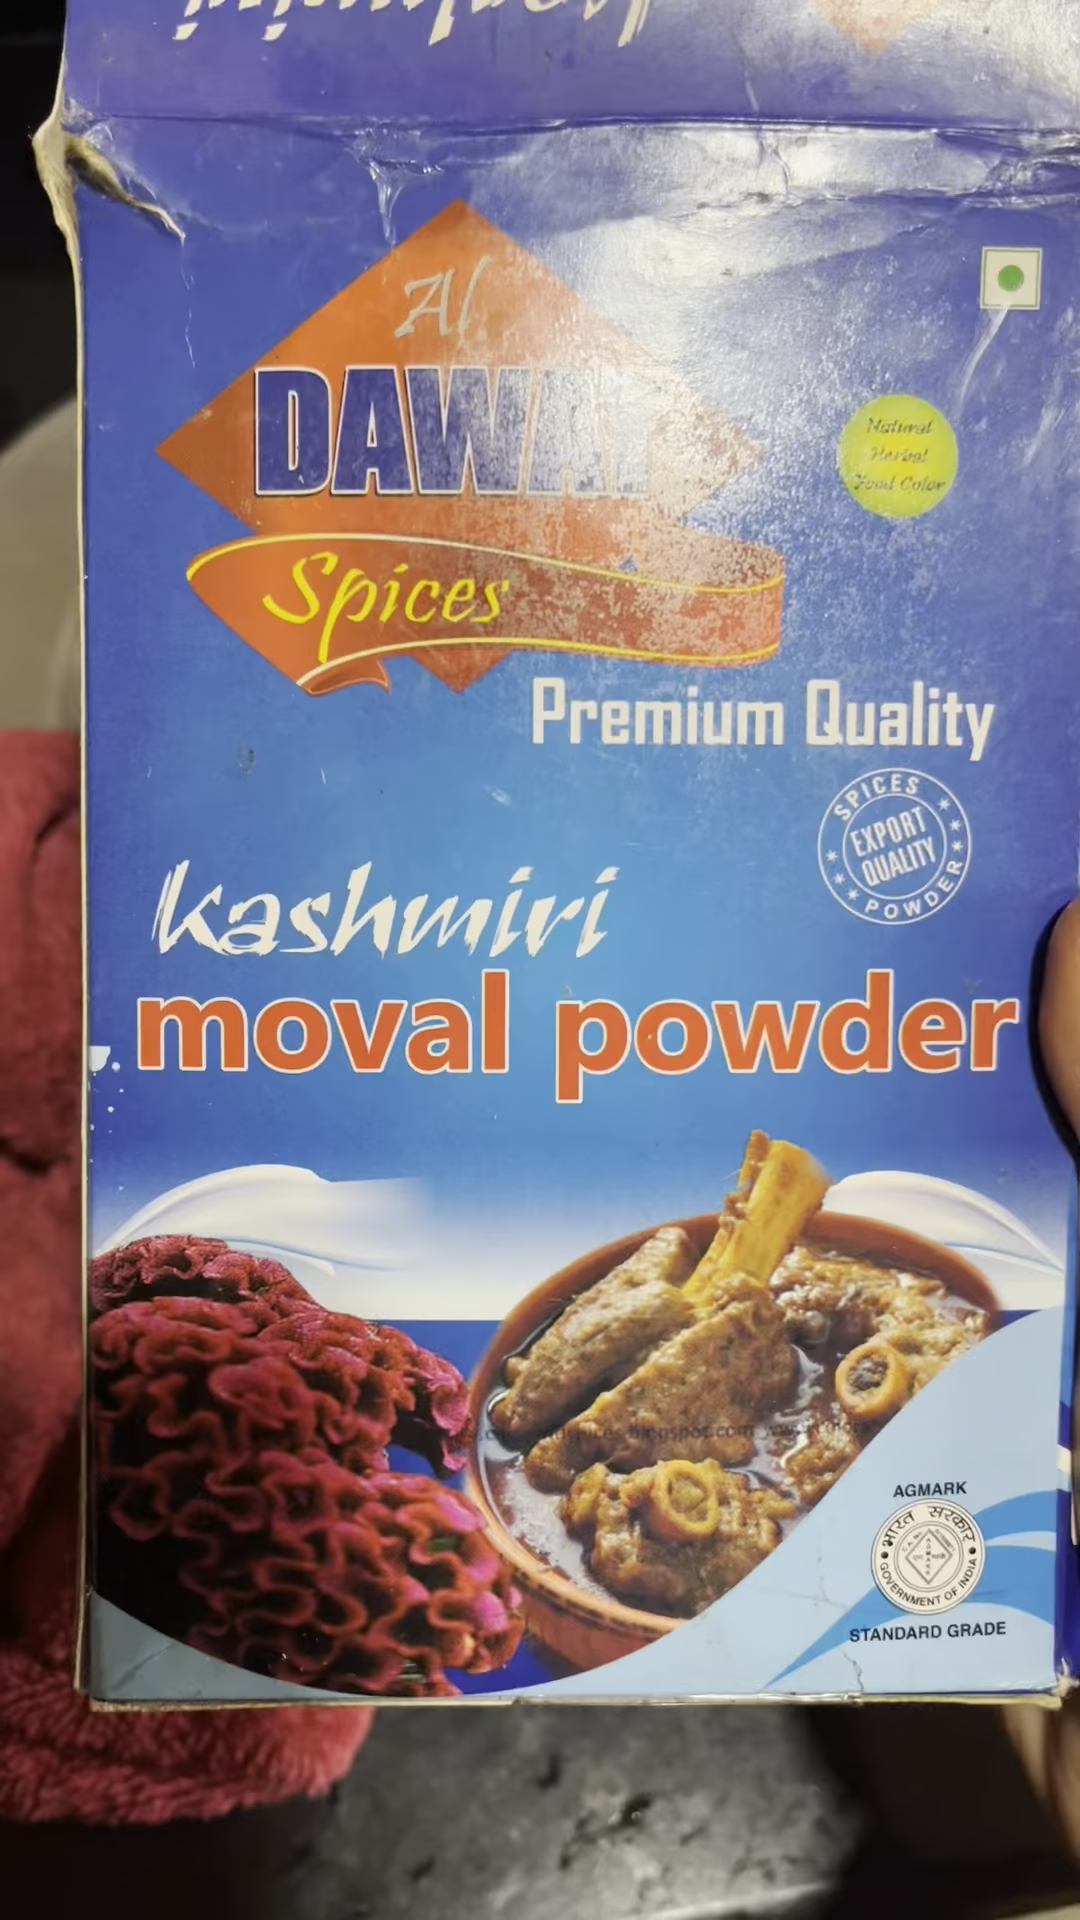 Al
DAWAT
Spices
Natural
Herbal
Food Color
Premium Quality
SPICES
EXPORT
QUALITY
POWDER
kashmiri
moval powder
AGMARK
भारत सरकार
GOVERNMENT OF INDIA
STANDARD GRADE